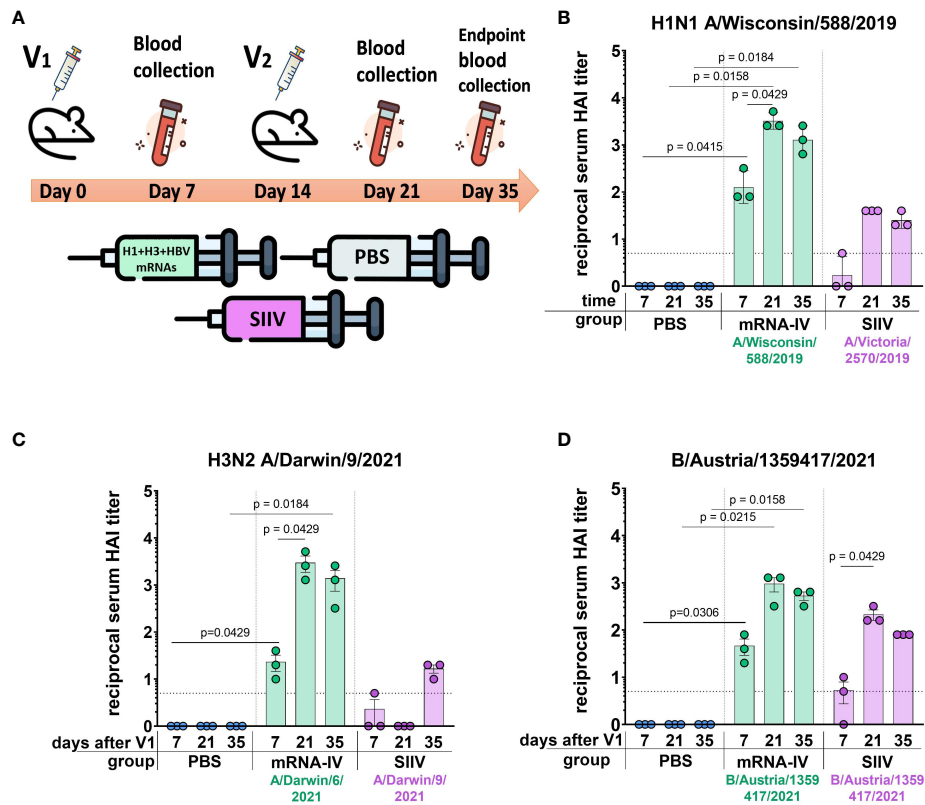 A
V1
Blood
collection
V2
Blood
collection
Endpoint
blood
collection
Day 0
Day 7
Day 14
Day 21
Day 35
H1+H3+HBV
mRNAs
PBS
SIIV
B
H1N1 A/Wisconsin/588/2019
reciprocal serum HAI titer
5
4
3
2
1
0
p = 0.0184
p = 0.0158
p = 0.0429
p = 0.0415
time 7 21 35 7 21 35 7 21 35
group PBS mRNA-IV SIIV
A/Wisconsin/
588/2019
A/Victoria/
2570/2019
C
H3N2 A/Darwin/9/2021
reciprocal serum HAI titer
5
4
3
2
1
0
p = 0.0184
p = 0.0429
p=0.0429
days after V1 7 21 35 7 21 35 7 21 35
group PBS mRNA-IV SIIV
A/Darwin/6/
2021
A/Darwin/9/
2021
D
B/Austria/1359417/2021
reciprocal serum HAI titer
5
4
3
2
1
0
p = 0.0158
p = 0.0215
p = 0.0429
p=0.0306
days after V1 7 21 35 7 21 35 7 21 35
group PBS mRNA-IV SIIV
B/Austria/1359
417/2021
B/Austria/1359
417/2021